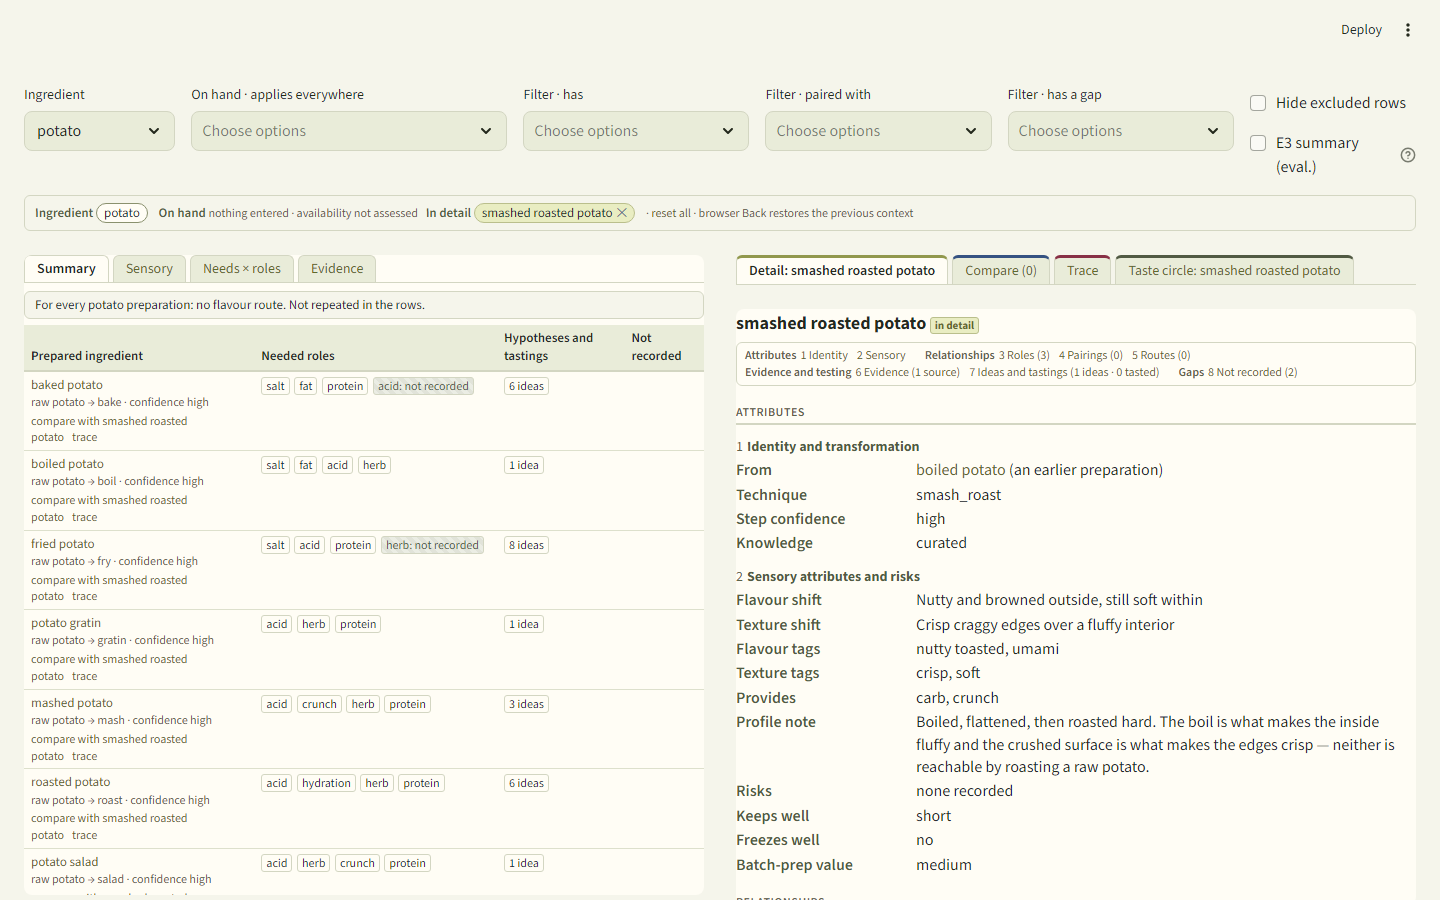 Deploy
Ingredient
On hand · applies everywhere
Filter · has
Filter · paired with
Filter · has a gap
potato
Choose options
Choose options
Choose options
Choose options
Hide excluded rows
E3 summary
(eval.)
Ingredient potato On hand nothing entered · availability not assessed In detail smashed roasted potato · reset all · browser Back restores the previous context
Summary
Sensory
Needs × roles
Evidence
For every potato preparation: no flavour route. Not repeated in the rows.
Prepared ingredient
Needed roles
Hypotheses and
tastings
Not
recorded
baked potato
raw potato → bake · confidence high
compare with smashed roasted
potato trace
salt fat protein acid: not recorded
6 ideas
boiled potato
raw potato → boil · confidence high
compare with smashed roasted
potato trace
salt fat acid herb
1 idea
fried potato
raw potato → fry · confidence high
compare with smashed roasted
potato trace
salt acid protein herb: not recorded
8 ideas
potato gratin
raw potato → gratin · confidence high
compare with smashed roasted
potato trace
acid herb protein
1 idea
mashed potato
raw potato → mash · confidence high
compare with smashed roasted
potato trace
acid crunch herb protein
3 ideas
roasted potato
raw potato → roast · confidence high
compare with smashed roasted
potato trace
acid hydration herb protein
6 ideas
potato salad
raw potato → salad · confidence high
acid herb crunch protein
1 idea
Detail: smashed roasted potato
Compare (0)
Trace
Taste circle: smashed roasted potato
smashed roasted potato in detail
Attributes 1 Identity 2 Sensory Relationships 3 Roles (3) 4 Pairings (0) 5 Routes (0)
Evidence and testing 6 Evidence (1 source) 7 Ideas and tastings (1 ideas · 0 tasted) Gaps 8 Not recorded (2)
ATTRIBUTES
1 Identity and transformation
From boiled potato (an earlier preparation)
Technique smash_roast
Step confidence high
Knowledge curated
2 Sensory attributes and risks
Flavour shift Nutty and browned outside, still soft within
Texture shift Crisp craggy edges over a fluffy interior
Flavour tags nutty toasted, umami
Texture tags crisp, soft
Provides carb, crunch
Profile note Boiled, flattened, then roasted hard. The boil is what makes the inside
fluffy and the crushed surface is what makes the edges crisp — neither is
reachable by roasting a raw potato.
Risks none recorded
Keeps well short
Freezes well no
Batch-prep value medium